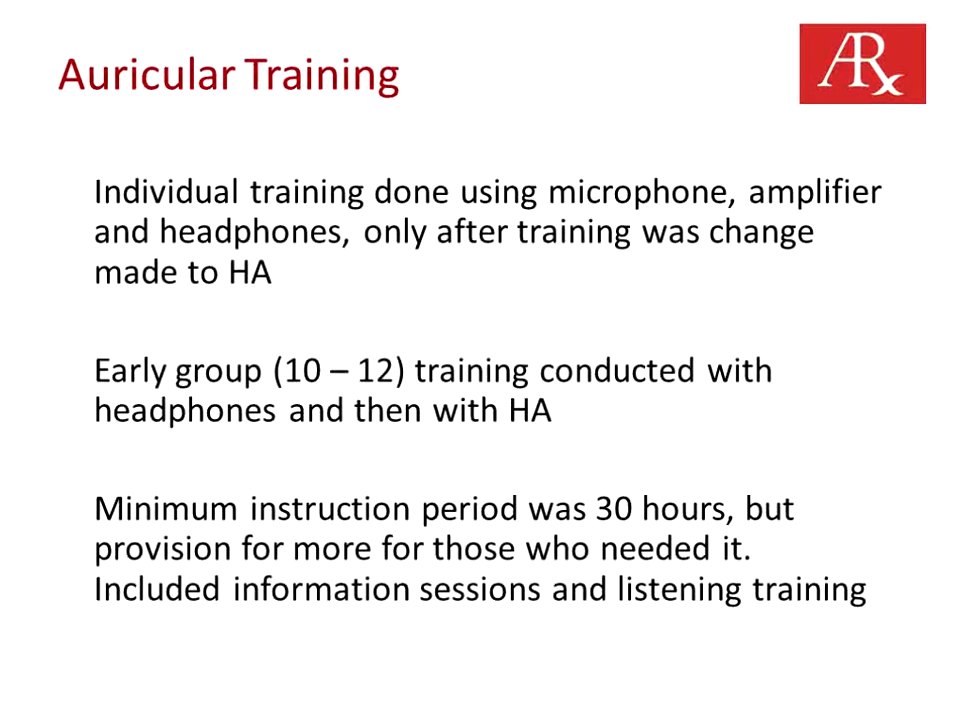 Auricular Training
ARx
Individual training done using microphone, amplifier
and headphones, only after training was change
made to HA
Early group (10 – 12) training conducted with
headphones and then with HA
Minimum instruction period was 30 hours, but
provision for more for those who needed it.
Included information sessions and listening training